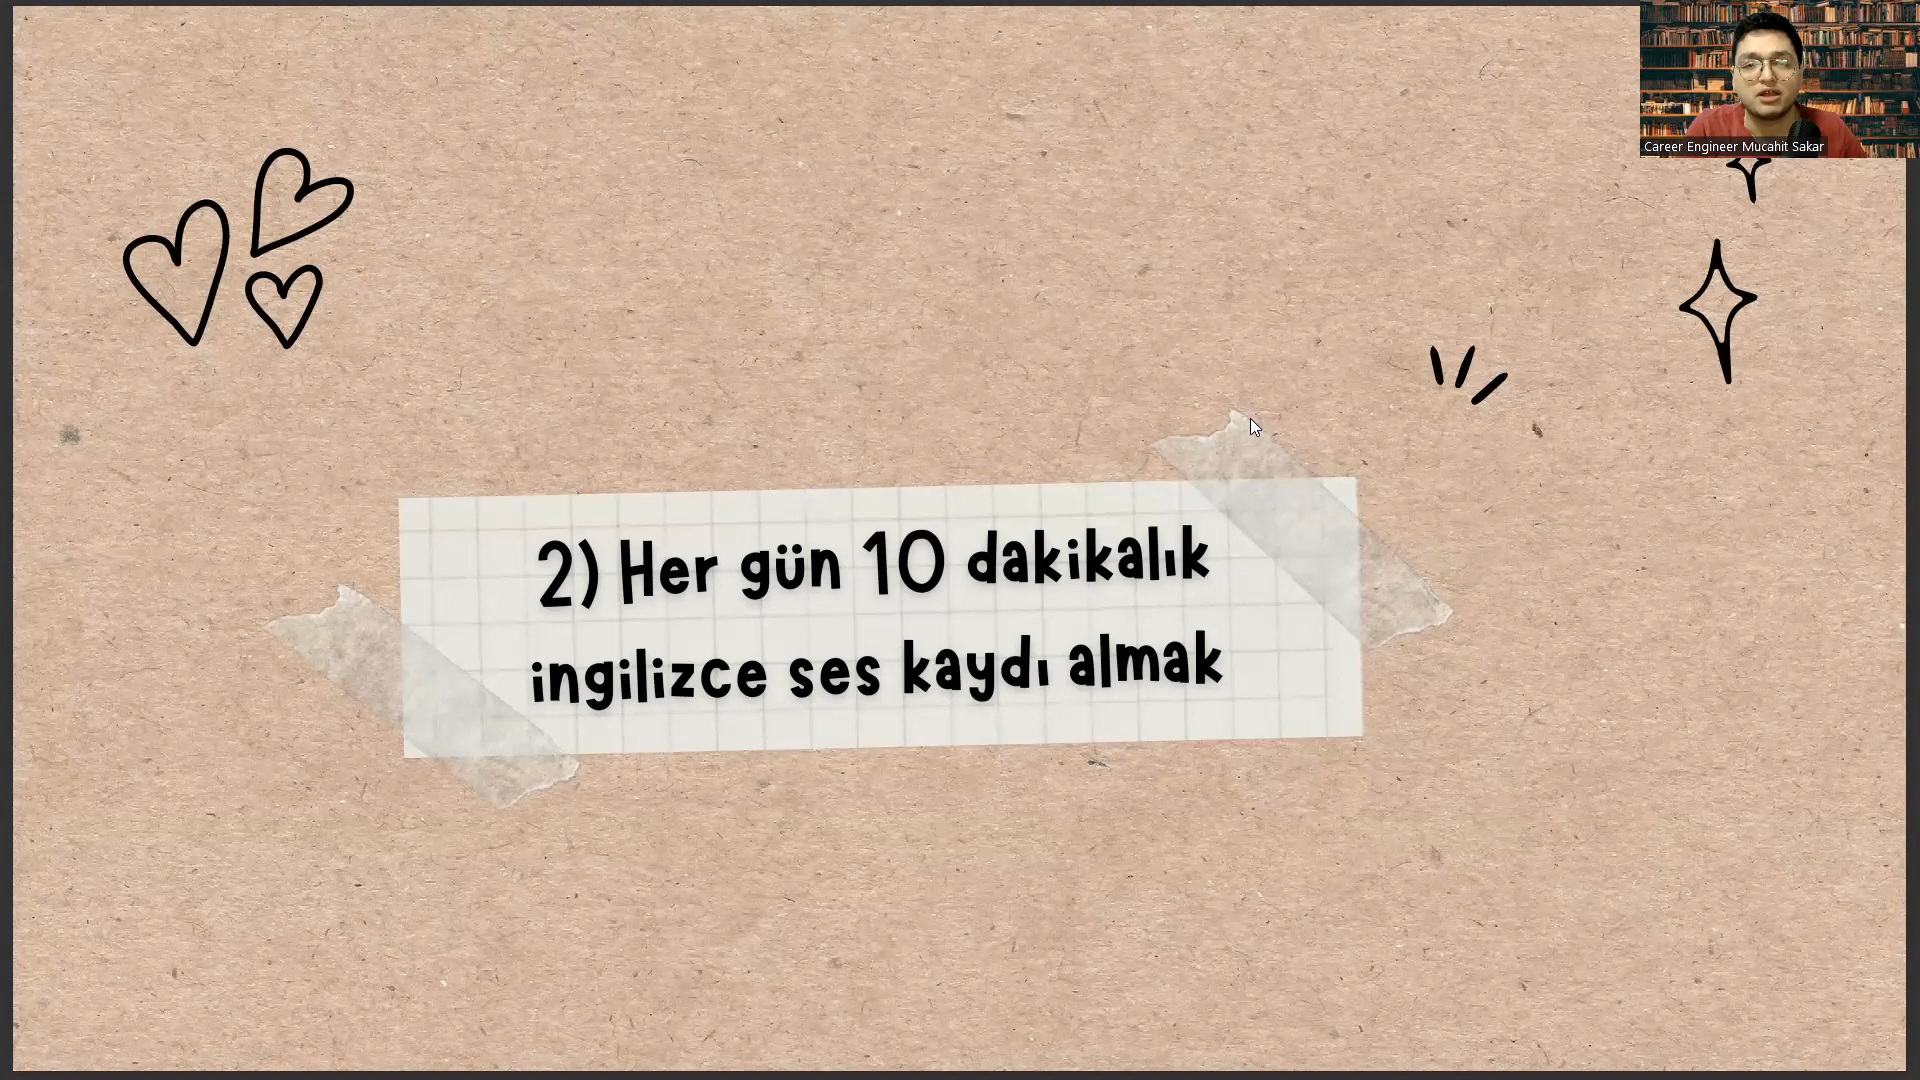 Career Engineer Mucahit Sakar
2) Her gün 10 dakikalık
ingilizce ses kaydı almak